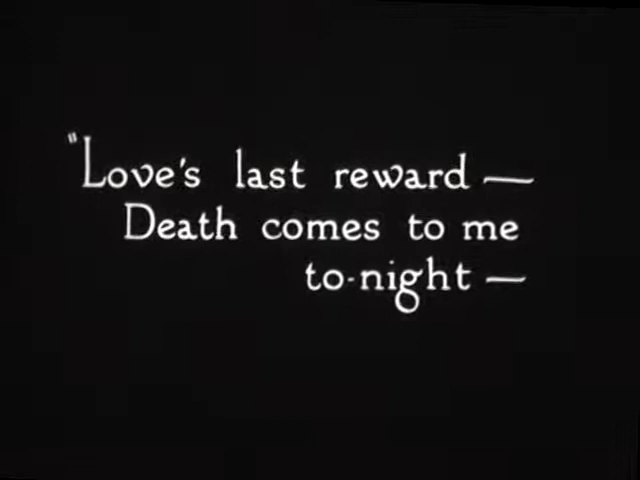 "Love's last reward —
Death comes to me
to-night —